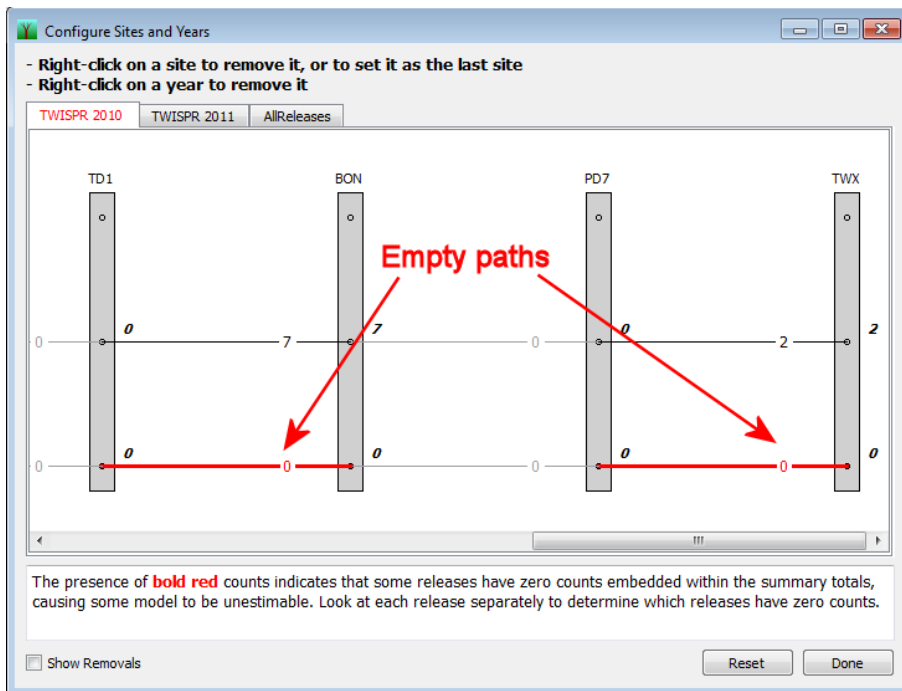 Configure Sites and Years
- Right-click on a site to remove it, or to set it as the last site
- Right-click on a year to remove it
TWISPR 2010 TWISPR 2011 AllReleases
TD1 BON PD7 TWX
Empty paths
0 0 7 7 0 0 2 2
0 0 0 0 0 0 0 0
The presence of bold red counts indicates that some releases have zero counts embedded within the summary totals,
causing some model to be unestimable. Look at each release separately to determine which releases have zero counts.
Show Removals Reset Done